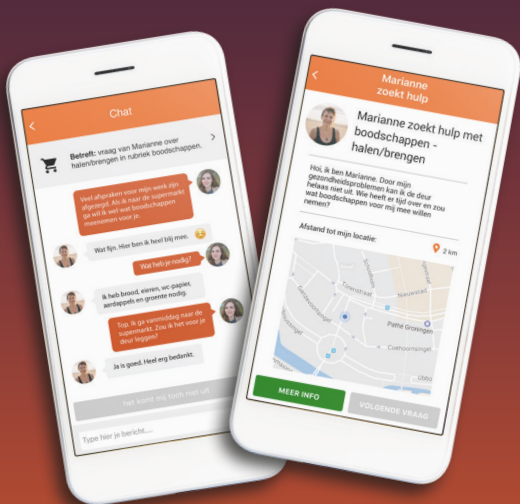 Chat
Betreft: vraag van Marianne over
halen/brengen in rubriek boodschappen.
Veel afspraken voor mijn werk zijn
afgezegd. Als ik naar de supermarkt
ga wil ik wel wat boodschappen
meenemen voor je.
Wat fijn. Hier ben ik heel blij mee.
Wat heb je nodig?
Ik heb brood, eieren, wc-papier,
aardappels en groente nodig.
Top. Ik ga vanmiddag naar de
supermarkt. Zou ik het voor je
deur leggen?
Ja is goed. Heel erg bedankt.
Het komt mij toch niet uit
Type hier je bericht....
Marianne
zoekt hulp
Marianne zoekt hulp met
boodschappen -
halen/brengen
Hoi, ik ben Marianne. Door mijn
gezondheidsproblemen kan ik de deur
helaas niet uit. Wie heeft er tijd over en zou
wat boodschappen voor mij mee willen
nemen?
Afstand tot mijn locatie:
2 km
Nieuwstad
Pathé Groningen
Coehoornsingel
Ubbo
MEER INFO
VOLGENDE VRAAG